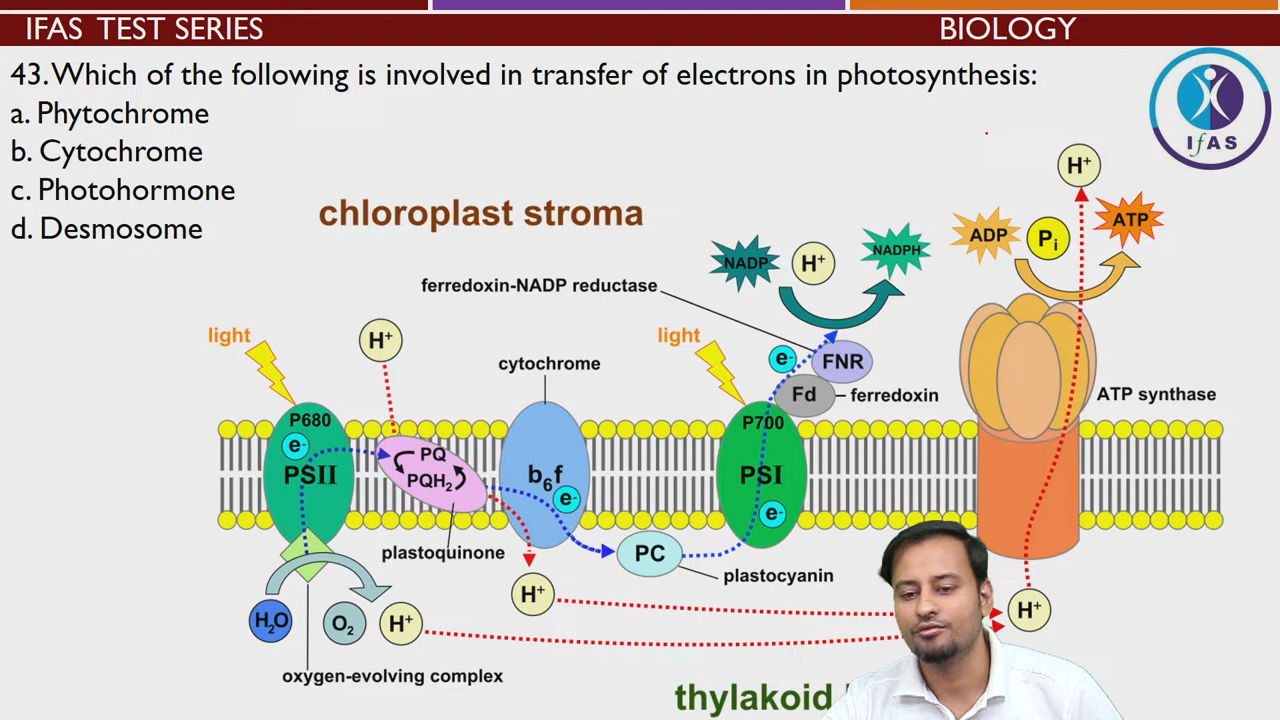 IFAS TEST SERIES
BIOLOGY
43. Which of the following is involved in transfer of electrons in photosynthesis:
a. Phytochrome
b. Cytochrome
c. Photohormone
d. Desmosome
IfAS
chloroplast stroma
H⁺
ADP
Pᵢ
ATP
NADP
H⁺
NADPH
ferredoxin-NADP reductase
light
H⁺
cytochrome
light
e⁻
FNR
Fd
ferredoxin
ATP synthase
P680
e⁻
PSII
PQ
PQH₂
b₆f
e⁻
P700
PSI
e⁻
plastoquinone
PC
plastocyanin
H₂O
O₂
H⁺
H⁺
H⁺
oxygen-evolving complex
thylakoid